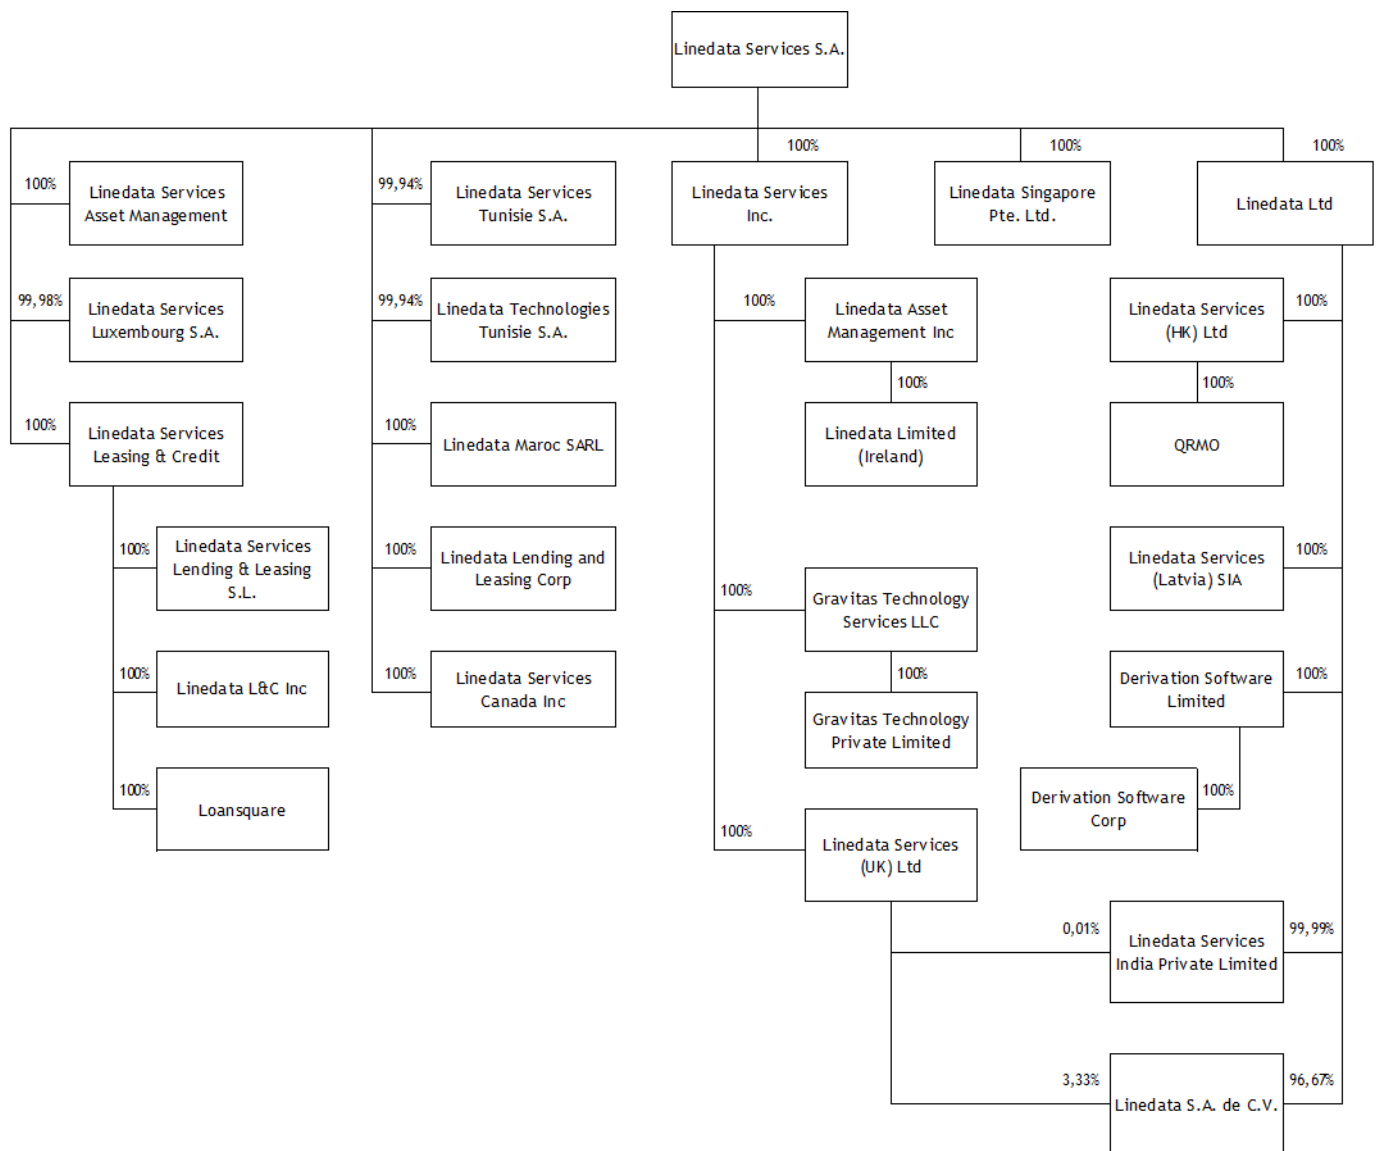 Linedata Services S.A.
100%
100%
100%
100%
Linedata Services
Asset Management
99,94%
Linedata Services
Tunisie S.A.
Linedata Services
Inc.
Linedata Singapore
Pte. Ltd.
Linedata Ltd
99,98%
Linedata Services
Luxembourg S.A.
99,94%
Linedata Technologies
Tunisie S.A.
100%
Linedata Asset
Management Inc
Linedata Services
(HK) Ltd
100%
100%
100%
100%
Linedata Services
Leasing & Credit
100%
Linedata Maroc SARL
Linedata Limited
(Ireland)
QRMO
100%
Linedata Services
Lending & Leasing
S.L.
100%
Linedata Lending and
Leasing Corp
Linedata Services
(Latvia) SIA
100%
100%
Gravitas Technology
Services LLC
100%
Linedata L&C Inc
100%
Linedata Services
Canada Inc
100%
Derivation Software
Limited
100%
Gravitas Technology
Private Limited
100%
Loansquare
Derivation Software
Corp
100%
100%
Linedata Services
(UK) Ltd
0,01%
Linedata Services
India Private Limited
99,99%
3,33%
Linedata S.A. de C.V.
96,67%